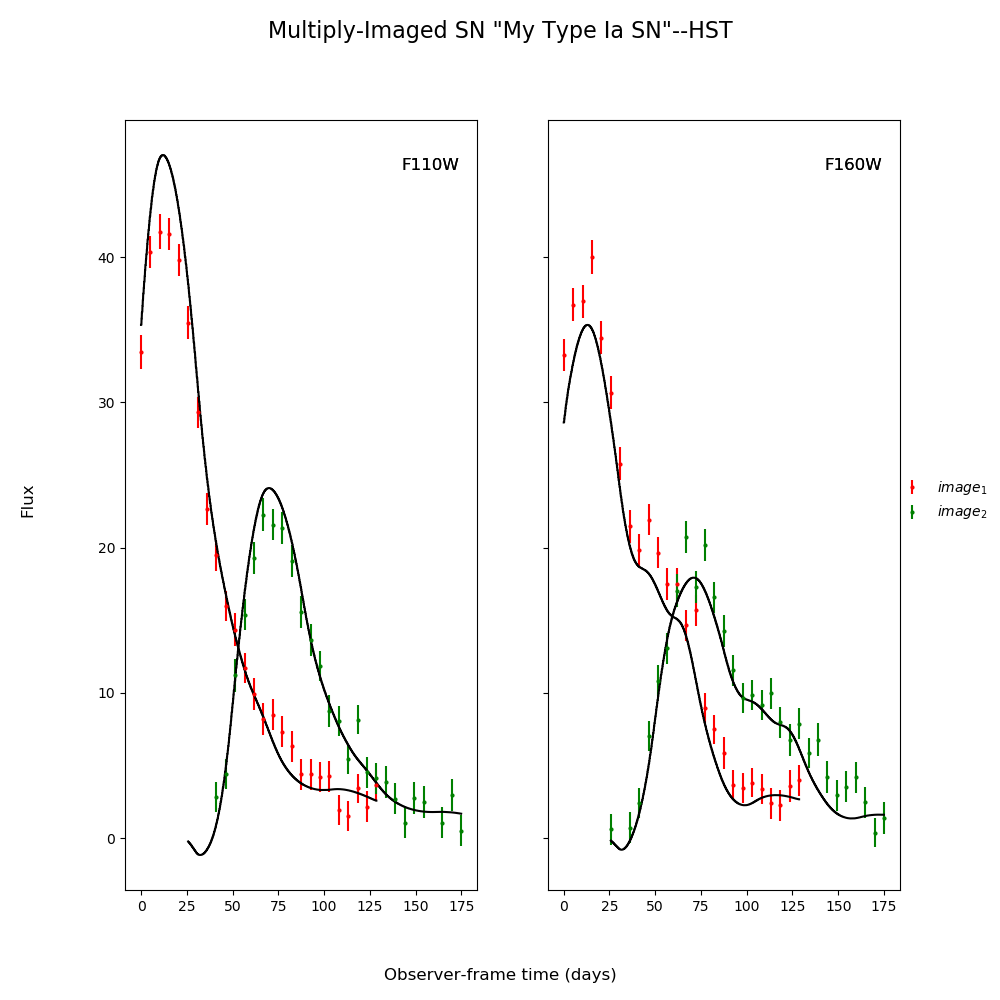 Multiply-Imaged SN "My Type Ia SN"--HST
F110W
F160W
Flux
40
30
20
10
0
image1
image2
0 25 50 75 100 125 150 175
0 25 50 75 100 125 150 175
Observer-frame time (days)